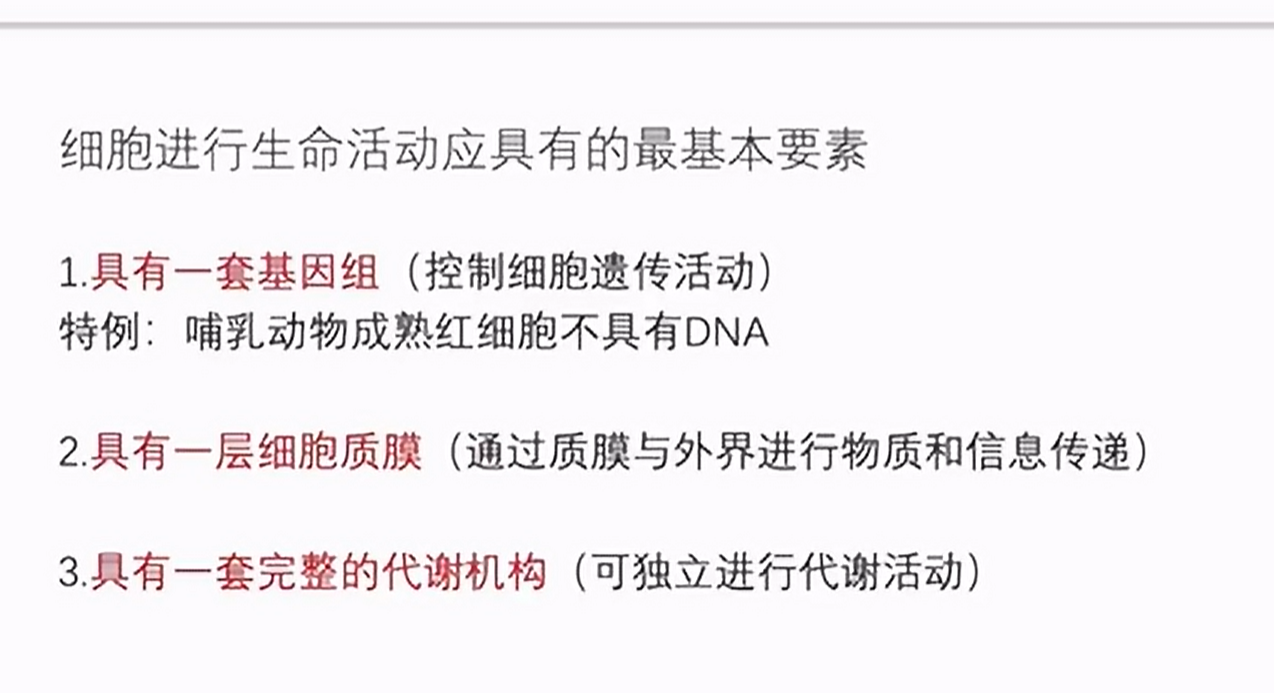 细胞进行生命活动应具有的最基本要素
1.具有一套基因组（控制细胞遗传活动）
特例：哺乳动物成熟红细胞不具有DNA
2.具有一层细胞质膜（通过质膜与外界进行物质和信息传递）
3.具有一套完整的代谢机构（可独立进行代谢活动）